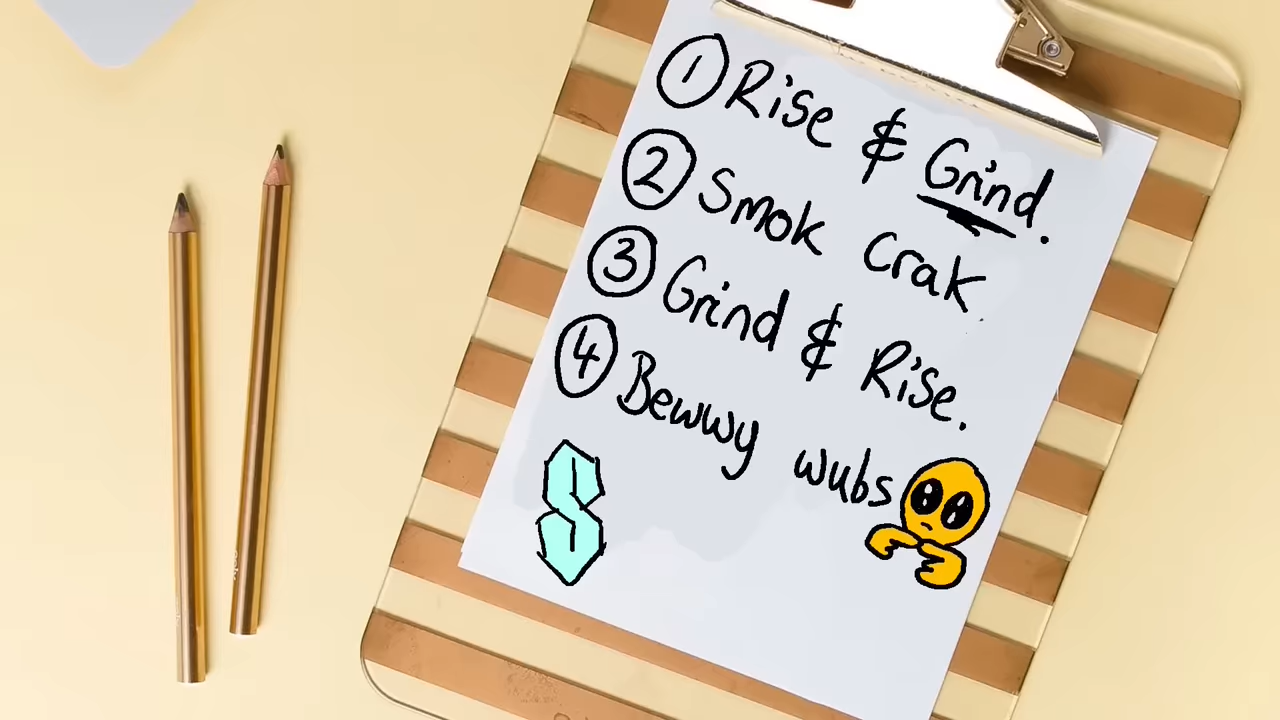 ① Rise & Grind.
② Smok crak.
③ Grind & Rise.
④ Bewwy wubs